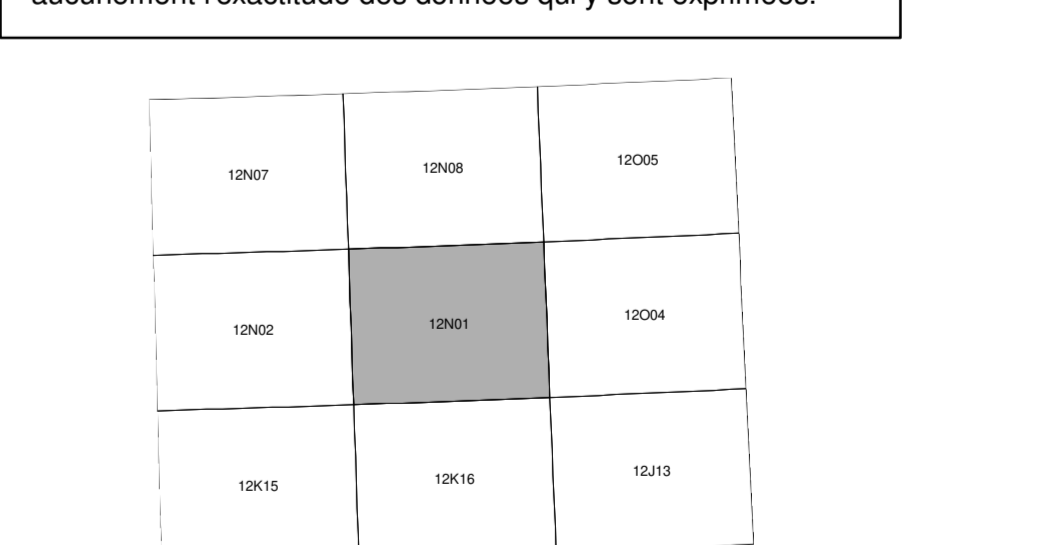 aucunement l'exactitude des données qui y sont exprimées.
12N07 12N08 12O05
12N02 12N01 12O04
12K15 12K16 12J13